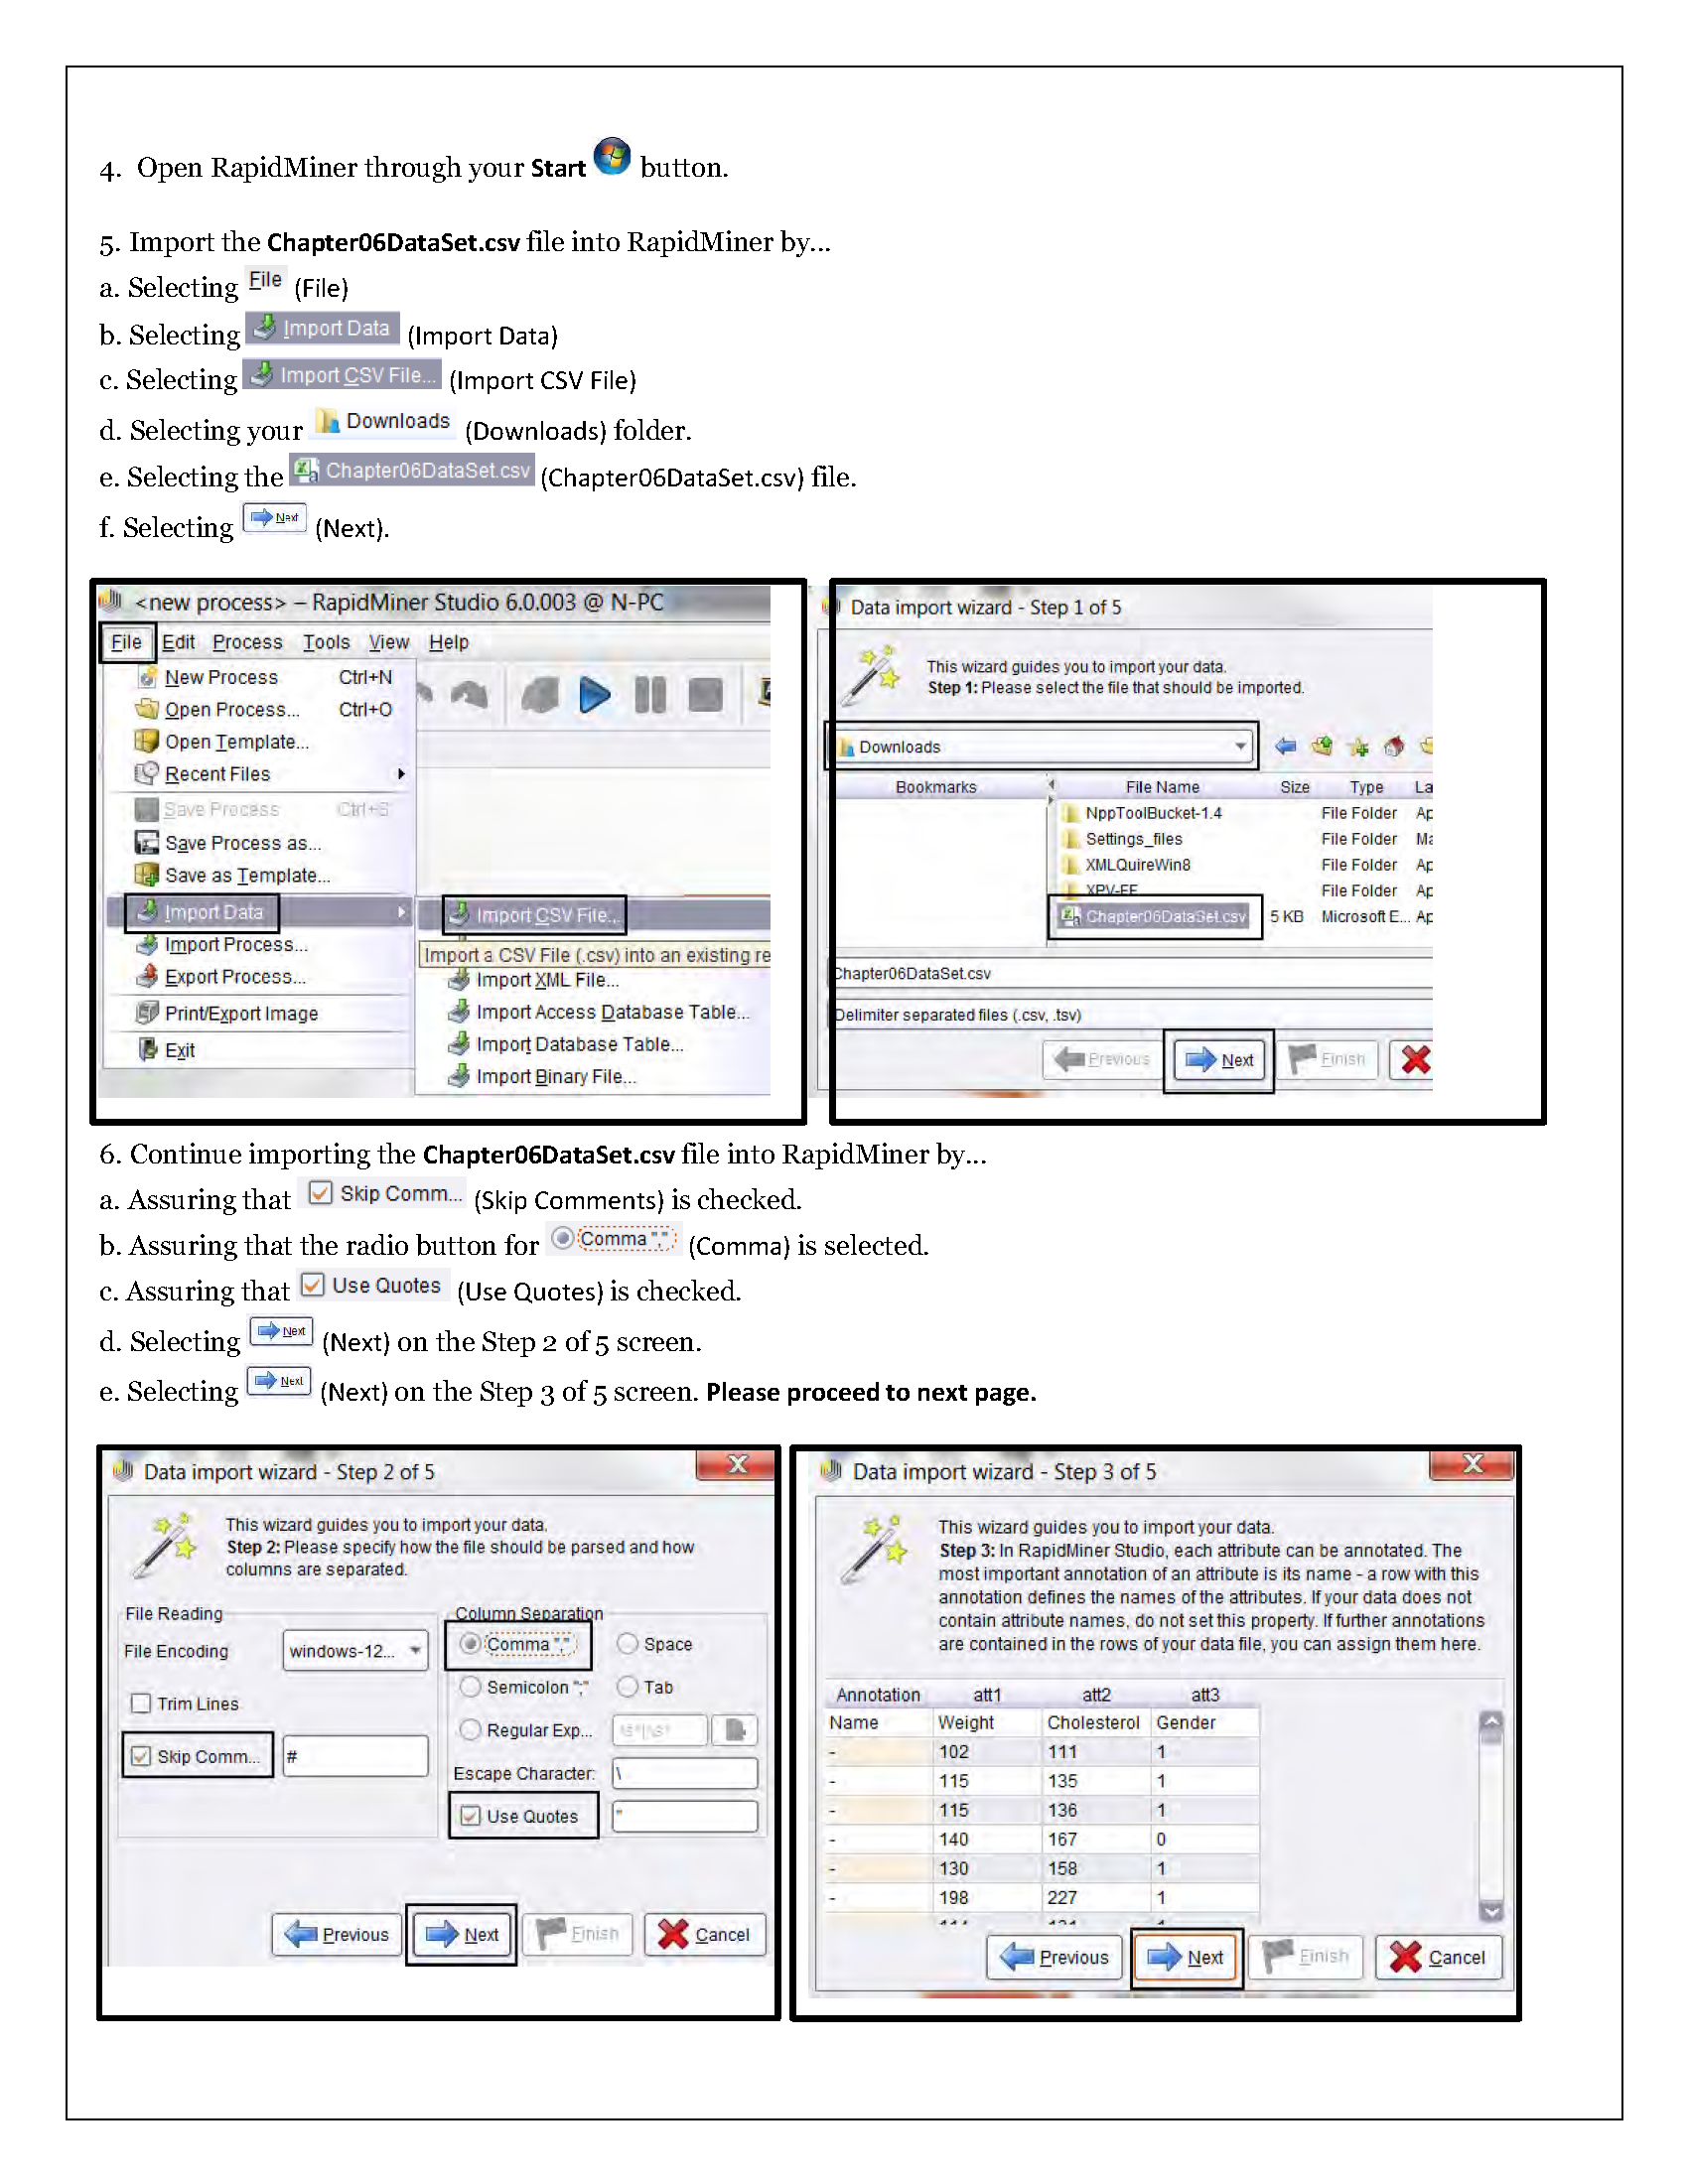 4. Open RapidMiner through your Start button.
5. Import the Chapter06DataSet.csv file into RapidMiner by...
a. Selecting File (File)
b. Selecting Import Data (Import Data)
c. Selecting Import CSV File... (Import CSV File)
d. Selecting your Downloads (Downloads) folder.
e. Selecting the Chapter06DataSet.csv (Chapter06DataSet.csv) file.
f. Selecting Next (Next).
<new process> – RapidMiner Studio 6.0.003 @ N-PC
File Edit Process Tools View Help
New Process Ctrl+N
Open Process... Ctrl+O
Open Template...
Recent Files
Save Process Ctrl+S
Save Process as...
Save as Template...
Import Data
Import Process...
Export Process...
Print/Export Image
Exit
Import CSV File...
Import a CSV File (.csv) into an existing re
Import XML File...
Import Access Database Table...
Import Database Table...
Import Binary File...
Data import wizard - Step 1 of 5
This wizard guides you to import your data.
Step 1: Please select the file that should be imported.
Downloads
Bookmarks File Name Size Type La
NppToolBucket-1.4 File Folder Ap
Settings_files File Folder Ma
XMLQuireWin8 File Folder Ap
XPV-FF File Folder Ap
Chapter06DataSet.csv 5 KB Microsoft E... Ap
Chapter06DataSet.csv
Delimiter separated files (.csv, .tsv)
Previous Next Finish
6. Continue importing the Chapter06DataSet.csv file into RapidMiner by...
a. Assuring that Skip Comm... (Skip Comments) is checked.
b. Assuring that the radio button for Comma "," (Comma) is selected.
c. Assuring that Use Quotes (Use Quotes) is checked.
d. Selecting Next (Next) on the Step 2 of 5 screen.
e. Selecting Next (Next) on the Step 3 of 5 screen. Please proceed to next page.
Data import wizard - Step 2 of 5
This wizard guides you to import your data.
Step 2: Please specify how the file should be parsed and how
columns are separated.
File Reading
File Encoding windows-12...
Trim Lines
Skip Comm... #
Column Separation
Comma "," Space
Semicolon ";" Tab
Regular Exp...
Escape Character: \
Use Quotes "
Previous Next Finish Cancel
Data import wizard - Step 3 of 5
This wizard guides you to import your data.
Step 3: In RapidMiner Studio, each attribute can be annotated. The
most important annotation of an attribute is its name - a row with this
annotation defines the names of the attributes. If your data does not
contain attribute names, do not set this property. If further annotations
are contained in the rows of your data file, you can assign them here.
Annotation att1 att2 att3
Name Weight Cholesterol Gender
- 102 111 1
- 115 135 1
- 115 136 1
- 140 167 0
- 130 158 1
- 198 227 1
Previous Next Finish Cancel